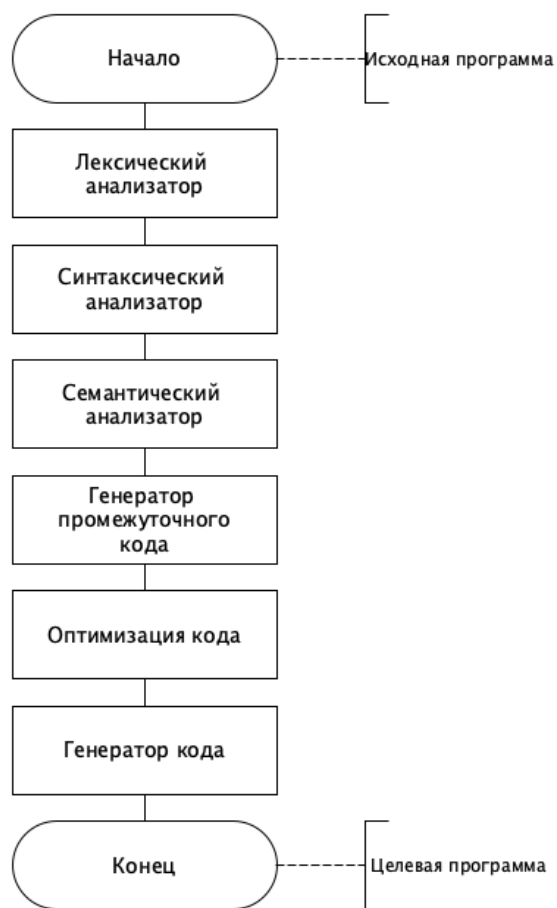 Начало
Исходная программа
Лексический
анализатор
Синтаксический
анализатор
Семантический
анализатор
Генератор
промежуточного
кода
Оптимизация кода
Генератор кода
Конец
Целевая программа